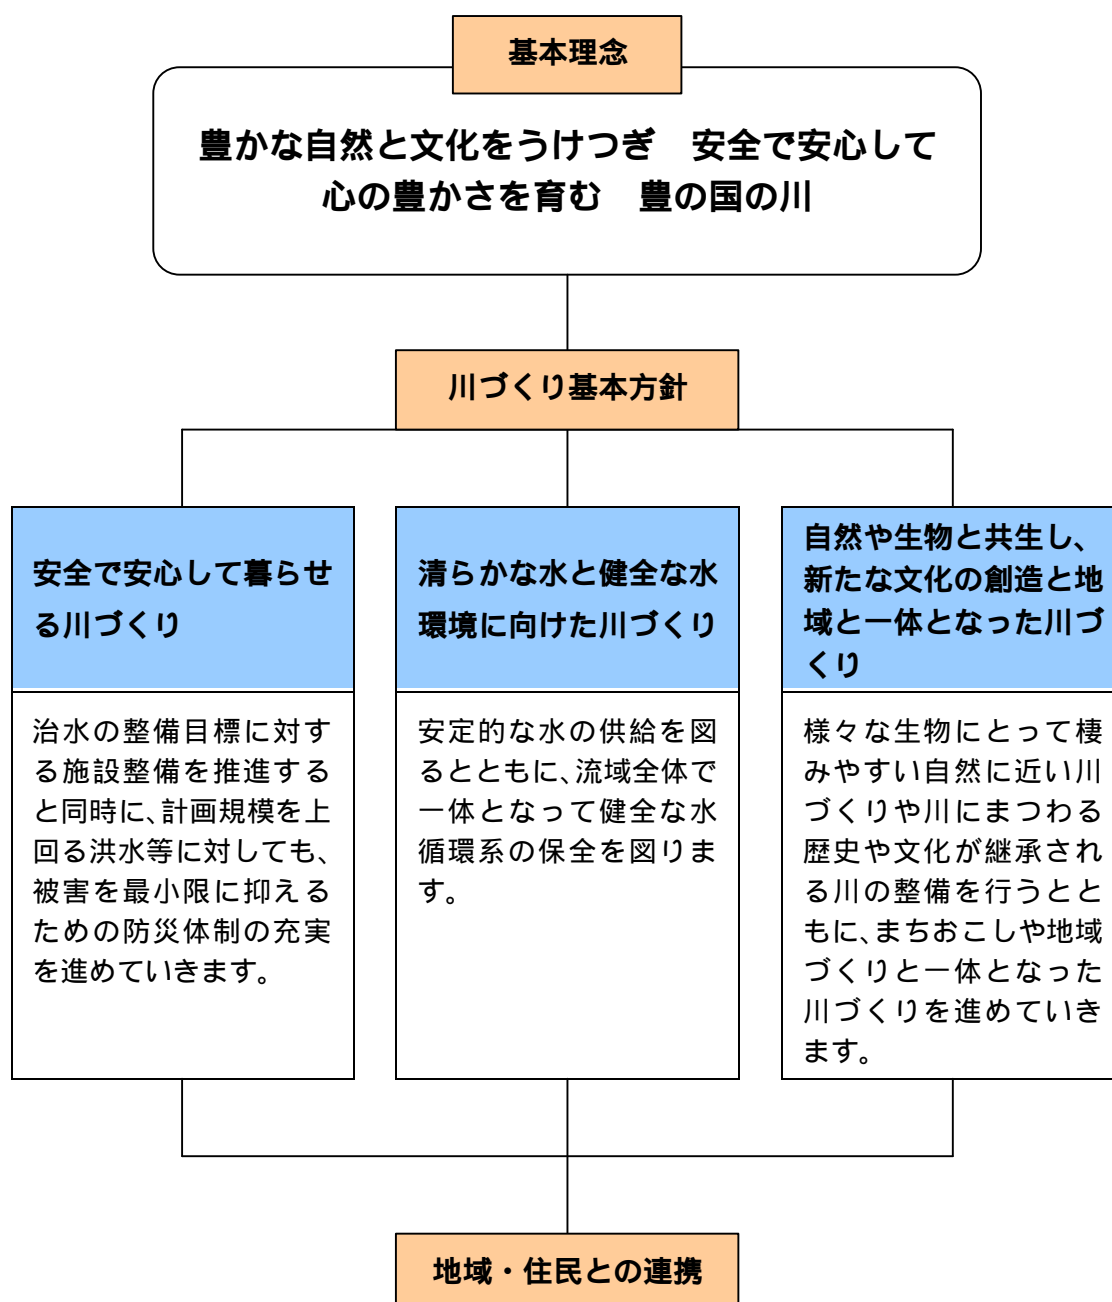 基本理念
豊かな自然と文化をうけつぎ　安全で安心して
心の豊かさを育む　豊の国の川
川づくり基本方針
安全で安心して暮らせ
る川づくり
治水の整備目標に対す
る施設整備を推進する
と同時に、計画規模を上
回る洪水等に対しても、
被害を最小限に抑える
ための防災体制の充実
を進めていきます。
清らかな水と健全な水
環境に向けた川づくり
安定的な水の供給を図
るとともに、流域全体で
一体となって健全な水
循環系の保全を図りま
す。
自然や生物と共生し、
新たな文化の創造と地
域と一体となった川づ
くり
様々な生物にとって棲
みやすい自然に近い川
づくりや川にまつわる
歴史や文化が継承され
る川の整備を行うとと
もに、まちおこしや地域
づくりと一体となった
川づくりを進めていき
ます。
地域・住民との連携